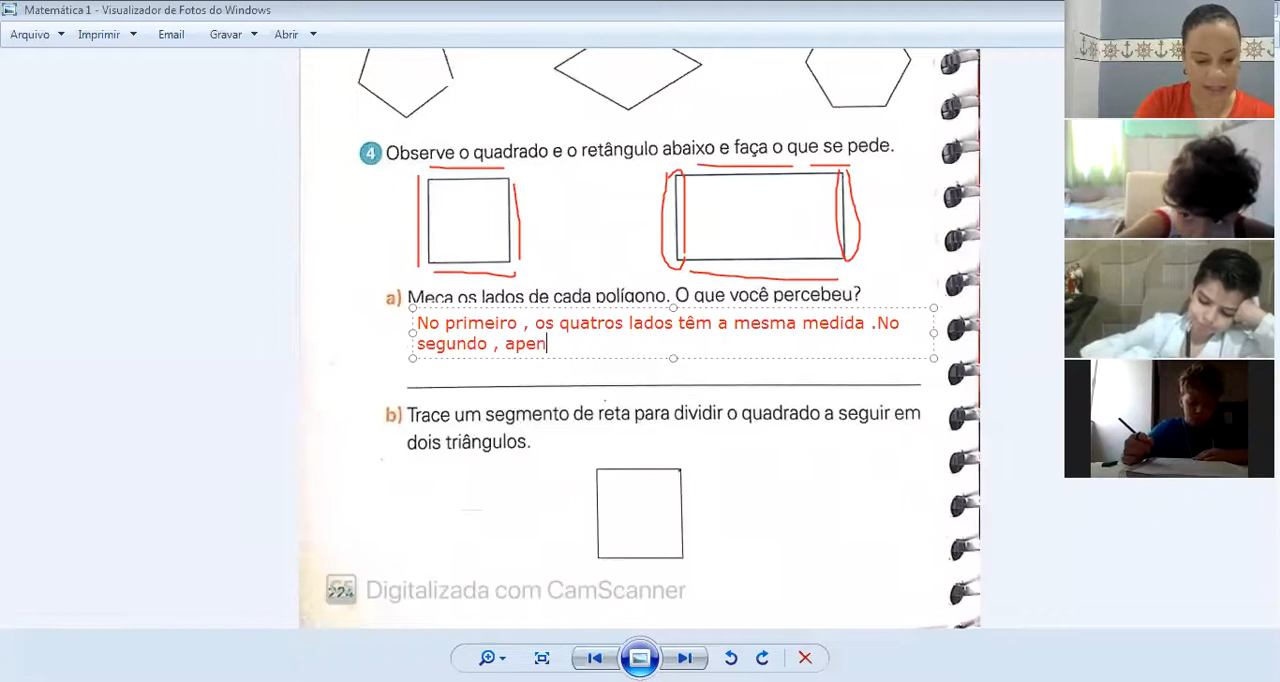 Matemática 1 - Visualizador de Fotos do Windows
Arquivo Imprimir Email Gravar Abrir
4 Observe o quadrado e o retângulo abaixo e faça o que se pede.
a) Meça os lados de cada polígono. O que você percebeu?
No primeiro , os quatros lados têm a mesma medida .No
segundo , apen
b) Trace um segmento de reta para dividir o quadrado a seguir em
dois triângulos.
224 Digitalizada com CamScanner